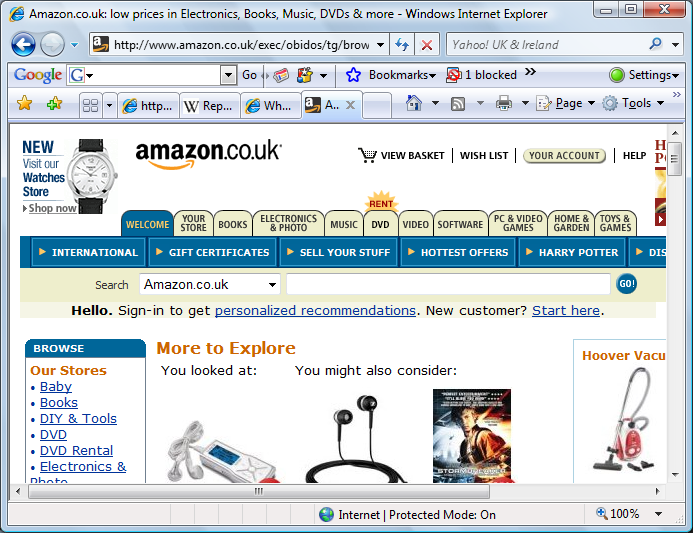 Amazon.co.uk: low prices in Electronics, Books, Music, DVDs & more - Windows Internet Explorer
http://www.amazon.co.uk/exec/obidos/tg/brow
Yahoo! UK & Ireland
Google G Go Bookmarks 1 blocked Settings
http... W Rep... Wh... A.. Page Tools
NEW
Visit our
Watches
Store
Shop now
amazon.co.uk
VIEW BASKET WISH LIST YOUR ACCOUNT HELP
RENT
WELCOME YOUR STORE BOOKS ELECTRONICS & PHOTO MUSIC DVD VIDEO SOFTWARE PC & VIDEO GAMES HOME & GARDEN TOYS & GAMES
INTERNATIONAL GIFT CERTIFICATES SELL YOUR STUFF HOTTEST OFFERS HARRY POTTER DIS
Search Amazon.co.uk GO!
Hello. Sign-in to get personalized recommendations. New customer? Start here.
BROWSE
Our Stores
• Baby
• Books
• DIY & Tools
• DVD
• DVD Rental
• Electronics &
Photo
More to Explore
You looked at: You might also consider:
STORMBREAKER
Hoover Vacu
Internet | Protected Mode: On 100%